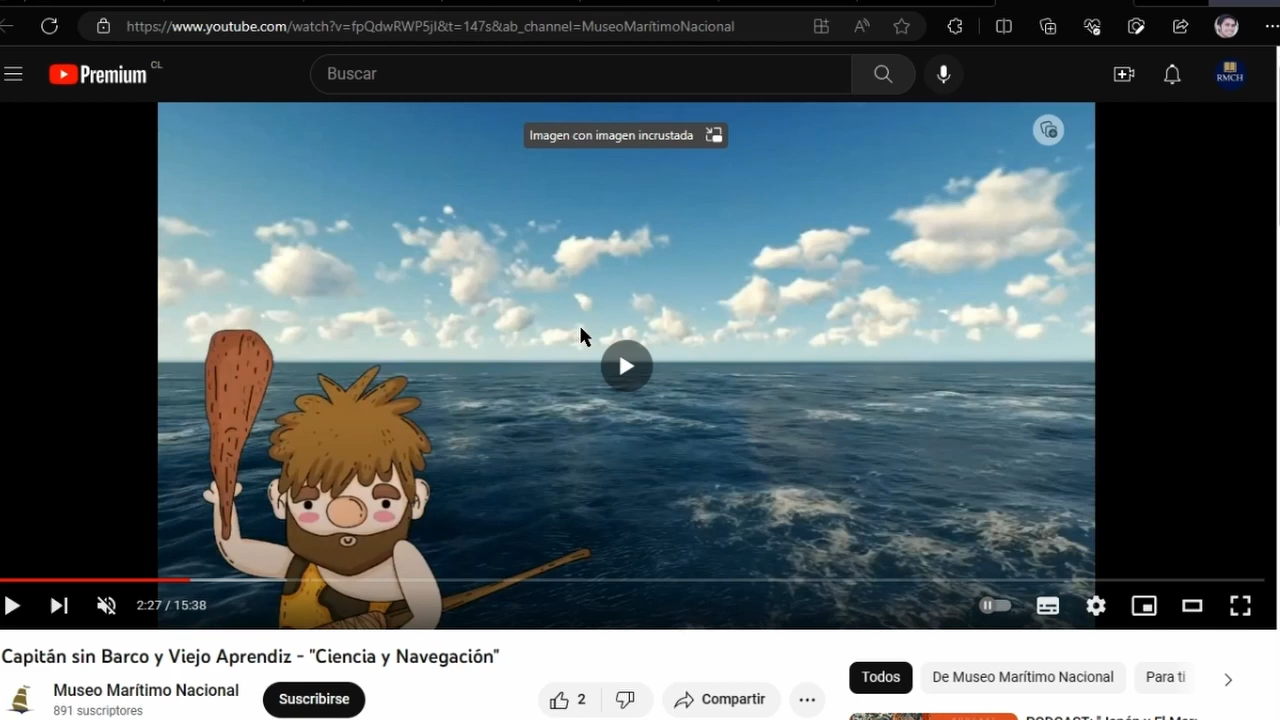 https://www.youtube.com/watch?v=fpQdwRWP5jI&t=147s&ab_channel=MuseoMarítimoNacional
Premium CL
Buscar
RMCH
Imagen con imagen incrustada
2:27 / 15:38
Capitán sin Barco y Viejo Aprendiz - "Ciencia y Navegación"
Museo Marítimo Nacional
891 suscriptores
Suscribirse
2
Compartir
Todos
De Museo Marítimo Nacional
Para ti